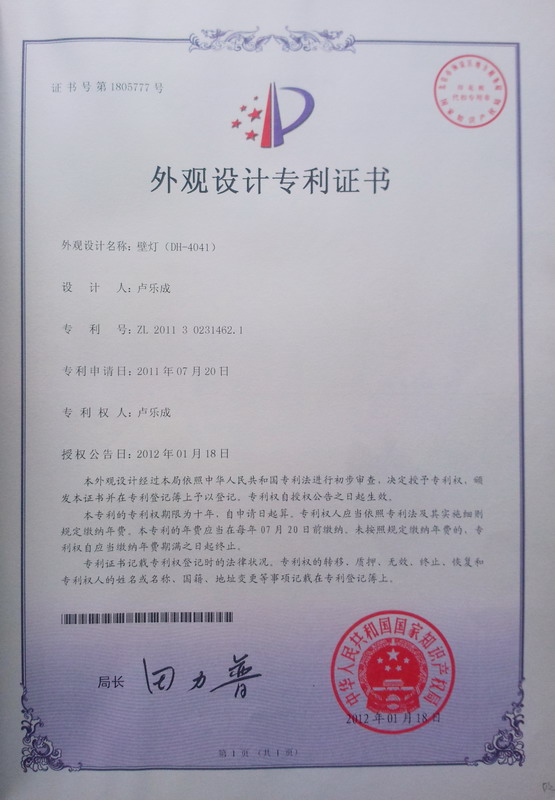 证书号第1805777号
外观设计专利证书
外观设计名称：壁灯（DH-4041）
设计人：卢乐成
专利号：ZL 2011 3 0231462.1
专利申请日：2011年07月20日
专利权人：卢乐成
授权公告日：2012年01月18日
本外观设计经过本局依照中华人民共和国专利法进行初步审查，决定授予专利权，颁
发本证书并在专利登记簿上予以登记。专利权自授权公告之日起生效。
本专利的专利权期限为十年，自申请日起算。专利权人应当依照专利法及其实施细则
规定缴纳年费。本专利的年费应当在每年07月20日前缴纳。未按照规定缴纳年费的，专
利权自应当缴纳年费期满之日起终止。
专利证书记载专利权登记时的法律状况。专利权的转移、质押、无效、终止、恢复和
专利权人的姓名或名称、国籍、地址变更等事项记载在专利登记簿上。
局长 田力普
中华人民共和国国家知识产权局
2012年01月18日
第1页（共1页）